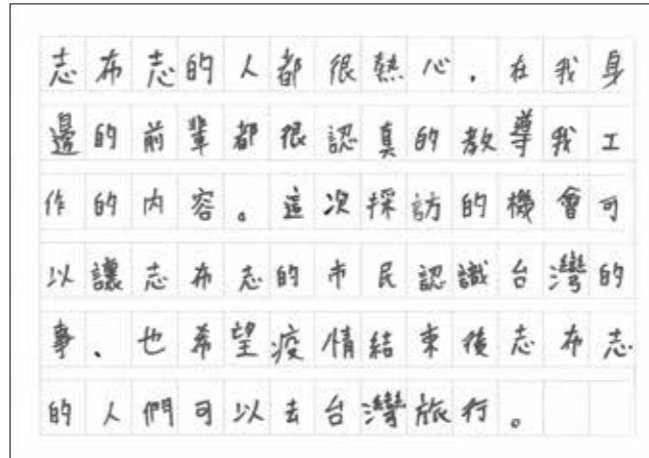 志布志的人都很熱心，在我身
邊的前輩都很認真的教導我工
作的内容。這次採訪的機會可
以讓志布志的市民認識台灣的
事、也希望疫情結束後志布志
的人們可以去台灣旅行。